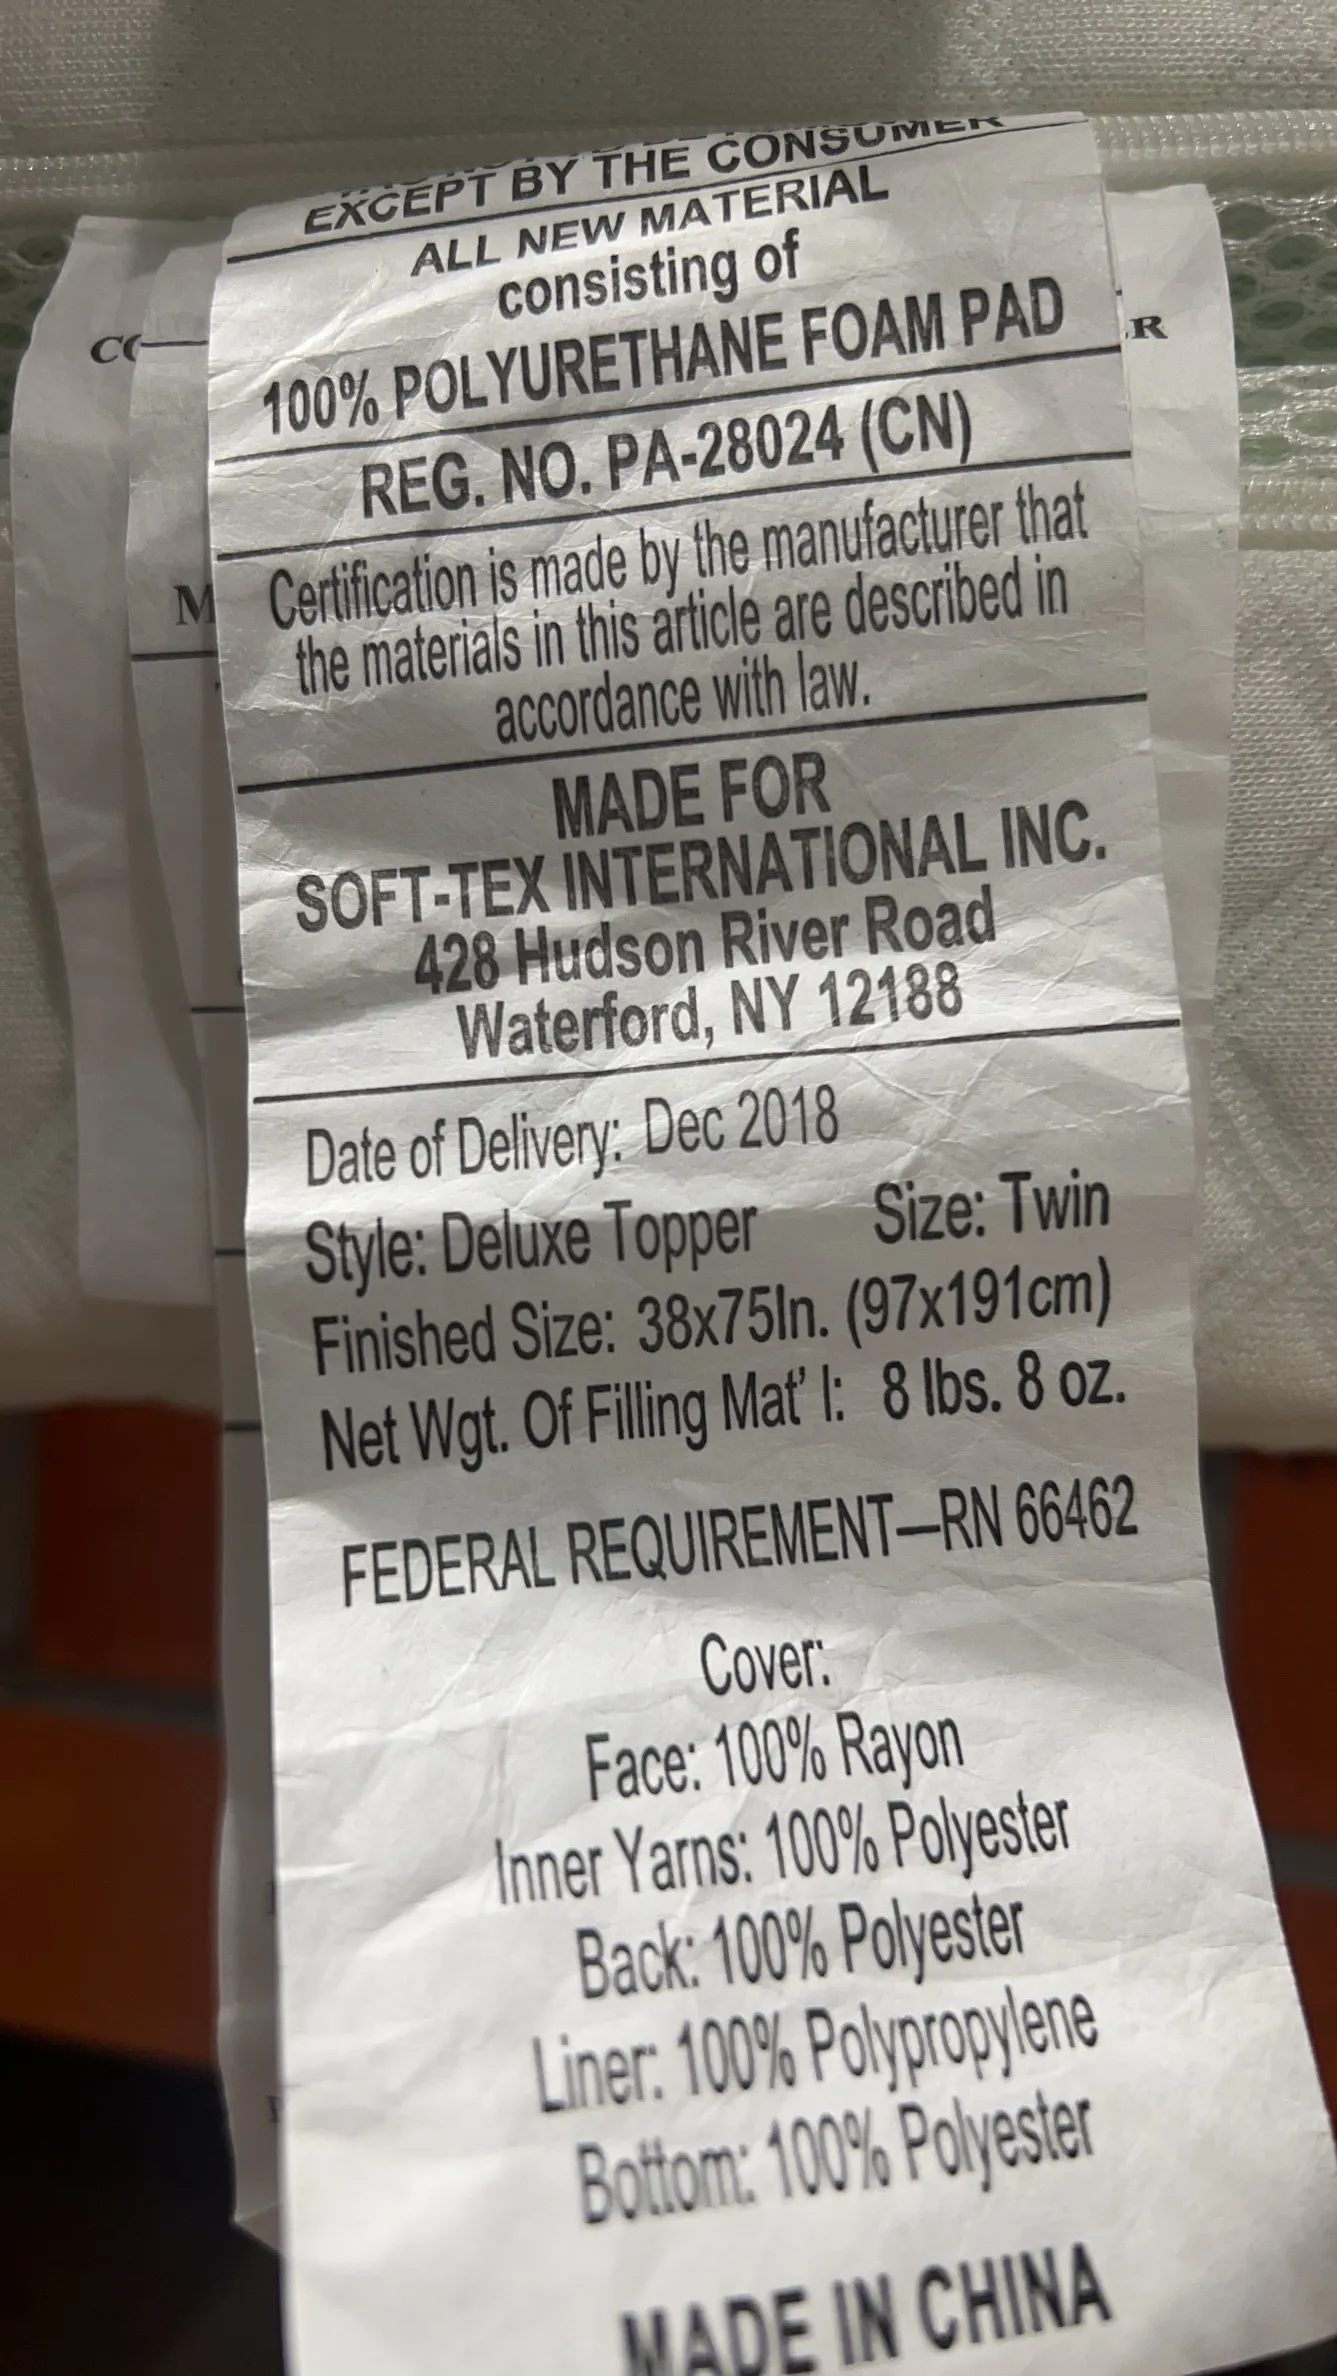 EXCEPT BY THE CONSUMER
ALL NEW MATERIAL
consisting of
100% POLYURETHANE FOAM PAD
REG. NO. PA-28024 (CN)
Certification is made by the manufacturer that
the materials in this article are described in
accordance with law.
MADE FOR
SOFT-TEX INTERNATIONAL INC.
428 Hudson River Road
Waterford, NY 12188
Date of Delivery: Dec 2018
Style: Deluxe Topper Size: Twin
Finished Size: 38x75In. (97x191cm)
Net Wgt. Of Filling Mat' l: 8 lbs. 8 oz.
FEDERAL REQUIREMENT—RN 66462
Cover:
Face: 100% Rayon
Inner Yarns: 100% Polyester
Back: 100% Polyester
Liner: 100% Polypropylene
Bottom: 100% Polyester
MADE IN CHINA